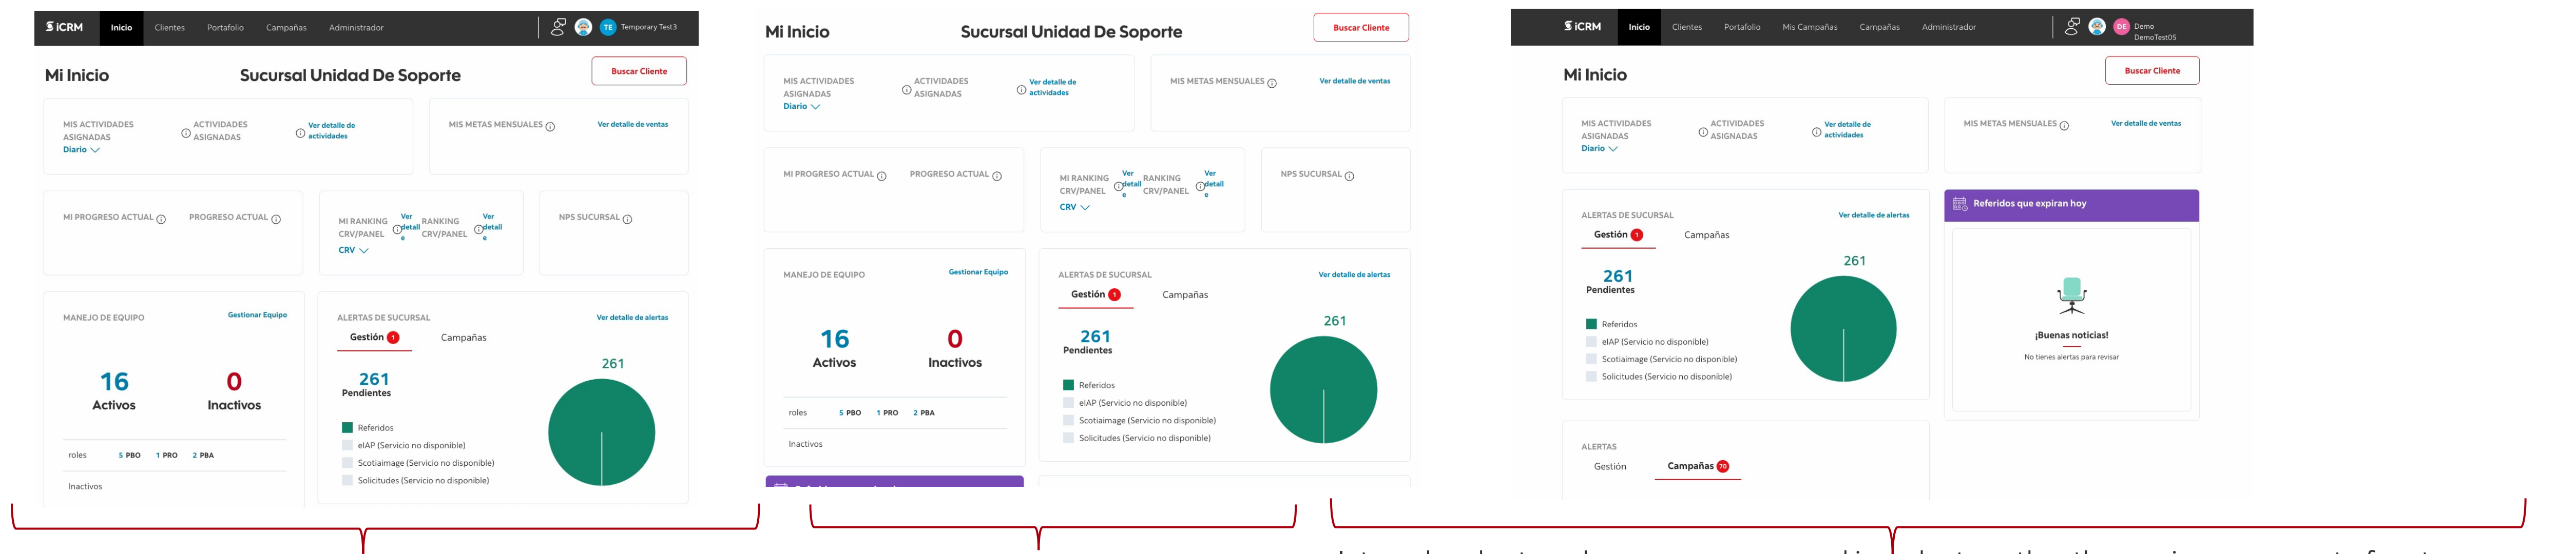 iCRM Inicio Clientes Portafolio Campañas Administrador TE Temporary Test3
Mi Inicio Sucursal Unidad De Soporte Buscar Cliente
MIS ACTIVIDADES ASIGNADAS
Diario
ACTIVIDADES ASIGNADAS
Ver detalle de actividades
MIS METAS MENSUALES Ver detalle de ventas
MI PROGRESO ACTUAL PROGRESO ACTUAL
MI RANKING CRV/PANEL
Ver detalle
RANKING CRV/PANEL
Ver detalle
CRV
NPS SUCURSAL
MANEJO DE EQUIPO Gestionar Equipo
16 Activos
0 Inactivos
roles 5 PBO 1 PRO 2 PBA
Inactivos
ALERTAS DE SUCURSAL Ver detalle de alertas
Gestión 1 Campañas
261
Pendientes
261
Referidos
eIAP (Servicio no disponible)
Scotiaimage (Servicio no disponible)
Solicitudes (Servicio no disponible)
Mi Inicio Sucursal Unidad De Soporte Buscar Cliente
MIS ACTIVIDADES ASIGNADAS
Diario
ACTIVIDADES ASIGNADAS
Ver detalle de actividades
MIS METAS MENSUALES Ver detalle de ventas
MI PROGRESO ACTUAL PROGRESO ACTUAL
MI RANKING CRV/PANEL
Ver detalle
RANKING CRV/PANEL
Ver detalle
CRV
NPS SUCURSAL
MANEJO DE EQUIPO Gestionar Equipo
16 Activos
0 Inactivos
roles 5 PBO 1 PRO 2 PBA
Inactivos
ALERTAS DE SUCURSAL Ver detalle de alertas
Gestión 1 Campañas
261
Pendientes
261
Referidos
eIAP (Servicio no disponible)
Scotiaimage (Servicio no disponible)
Solicitudes (Servicio no disponible)
iCRM Inicio Clientes Portafolio Mis Campañas Campañas Administrador DE Demo
DemoTest05
Mi Inicio Buscar Cliente
MIS ACTIVIDADES ASIGNADAS
Diario
ACTIVIDADES ASIGNADAS
Ver detalle de actividades
MIS METAS MENSUALES Ver detalle de ventas
ALERTAS DE SUCURSAL Ver detalle de alertas
Gestión 1 Campañas
261
Pendientes
261
Referidos
eIAP (Servicio no disponible)
Scotiaimage (Servicio no disponible)
Solicitudes (Servicio no disponible)
Referidos que expiran hoy
¡Buenas noticias!
No tienes alertas para revisar
ALERTAS
Gestión Campañas 70